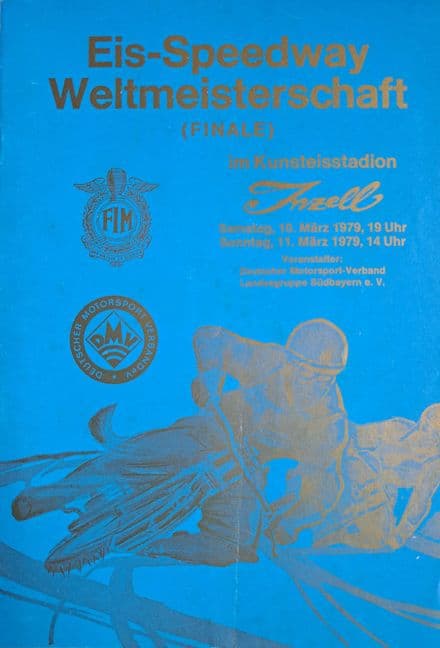 Eis-Speedway
Weltmeisterschaft
(FINALE)
im Kunsteisstadion
Inzell
Samstag, 10. März 1979, 19 Uhr
Sonntag, 11. März 1979, 14 Uhr
Veranstalter:
Deutscher Motorsport-Verband
Landesgruppe Südbayern e. V.
FIM
DEUTSCHER MOTORSPORT VERBAND eV
DMV